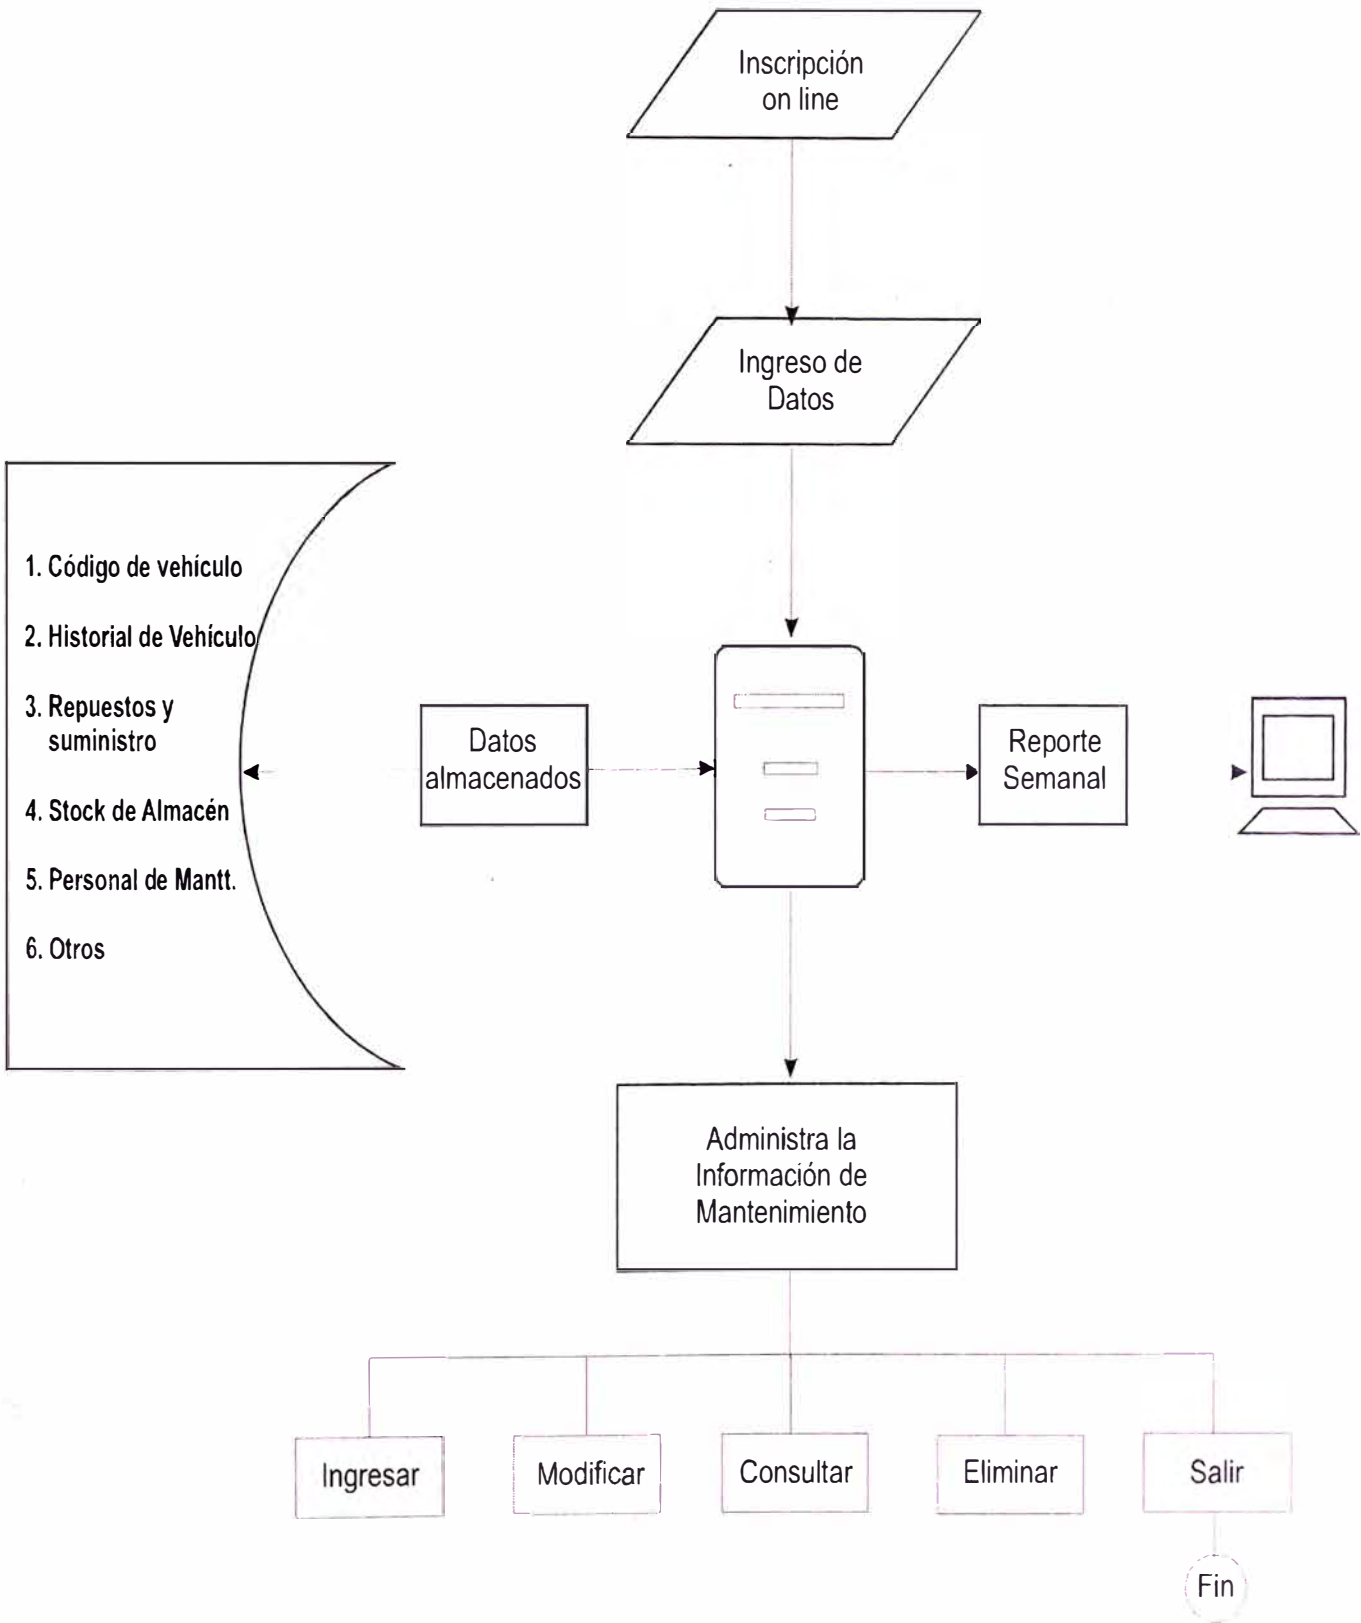 Inscripción
on line
Ingreso de
Datos
1. Código de vehículo
2. Historial de Vehículo
3. Repuestos y
suministro
4. Stock de Almacén
5. Personal de Mantt.
6. Otros
Datos
almacenados
Reporte
Semanal
Administra la
Información de
Mantenimiento
Ingresar
Modificar
Consultar
Eliminar
Salir
Fin